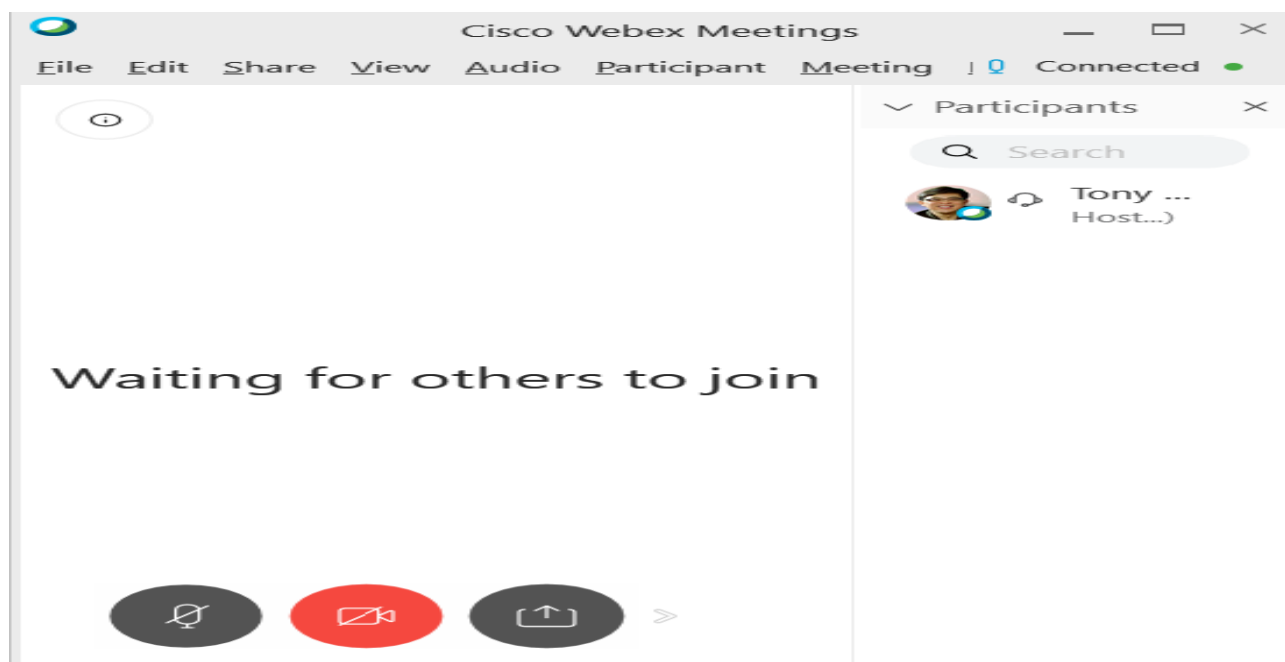 Cisco Webex Meetings
File Edit Share View Audio Participant Meeting Connected
Participants
Search
Tony ...
Host...)
Waiting for others to join